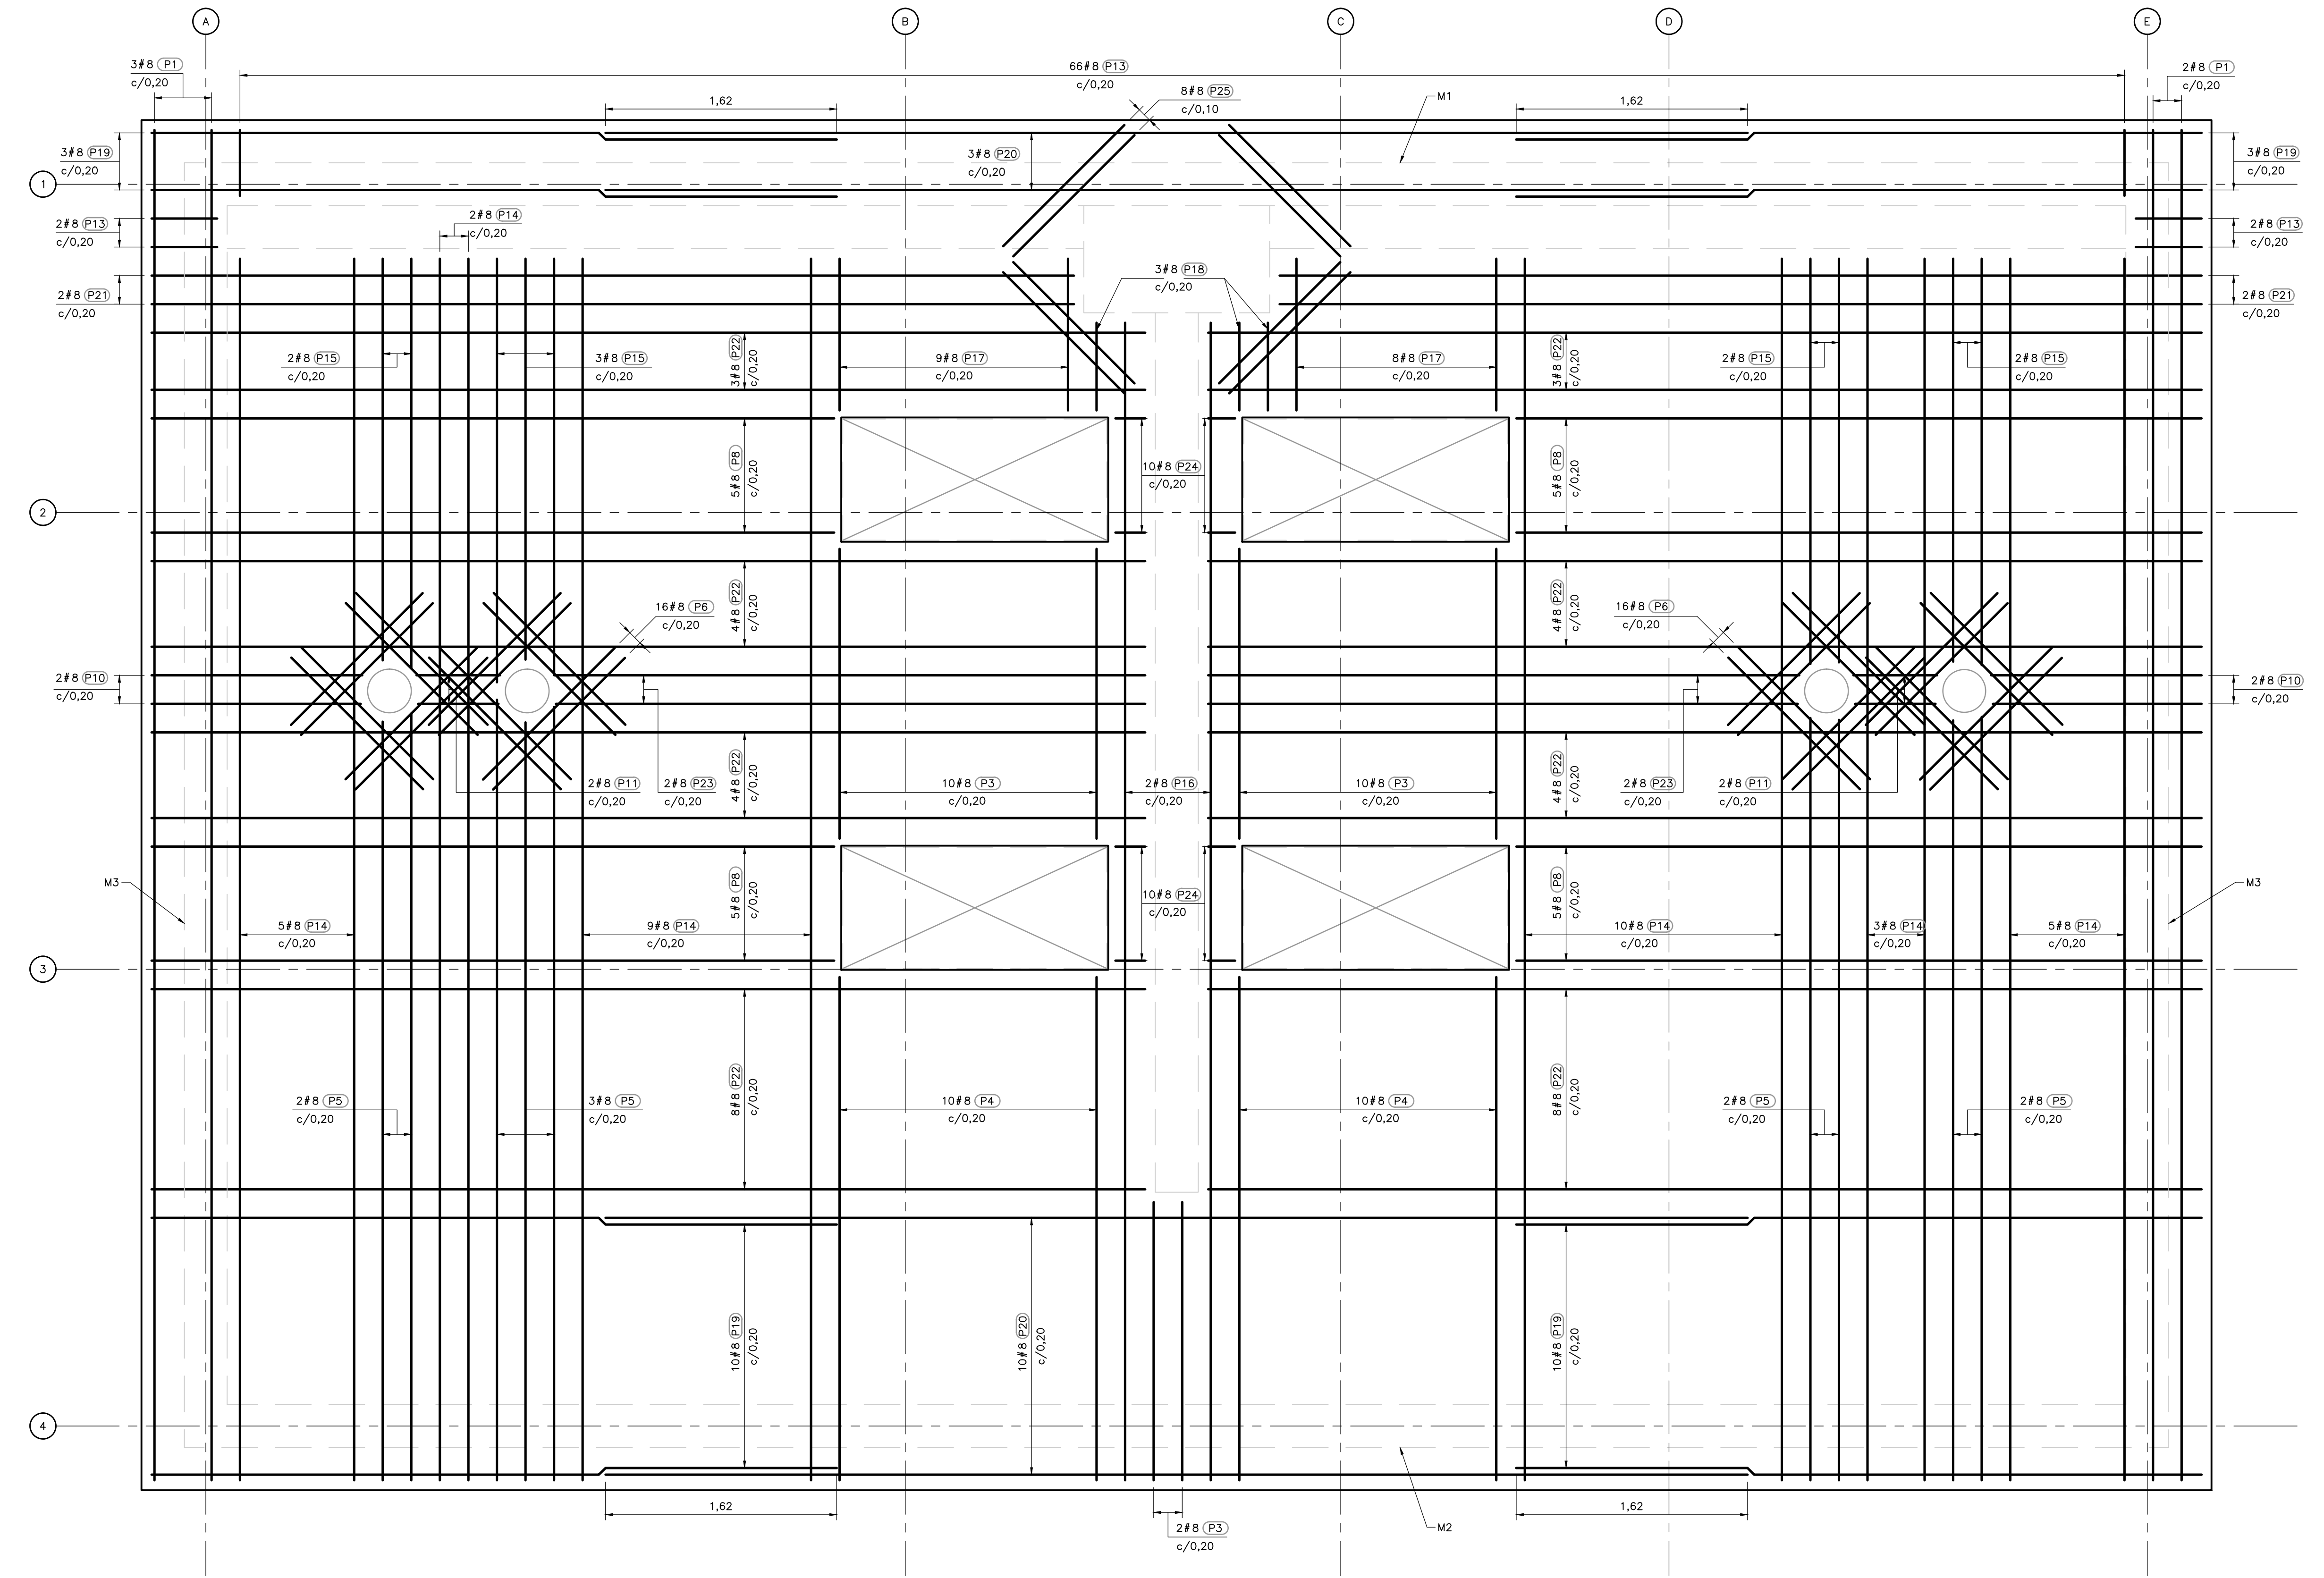 A
B
C
D
E
3#8 P1
c/0,20
66#8 P13
c/0,20
2#8 P1
c/0,20
1,62
8#8 P25
c/0,10
M1
1,62
3#8 P19
c/0,20
3#8 P20
c/0,20
3#8 P19
c/0,20
1
2#8 P13
c/0,20
2#8 P14
c/0,20
2#8 P13
c/0,20
3#8 P18
c/0,20
2#8 P21
c/0,20
2#8 P21
c/0,20
2#8 P15
c/0,20
3#8 P15
c/0,20
3#8 P22
c/0,20
9#8 P17
c/0,20
8#8 P17
c/0,20
3#8 P22
c/0,20
2#8 P15
c/0,20
2#8 P15
c/0,20
5#8 P8
c/0,20
10#8 P24
c/0,20
5#8 P8
c/0,20
2
16#8 P6
c/0,20
4#8 P22
c/0,20
4#8 P22
c/0,20
16#8 P6
c/0,20
2#8 P10
c/0,20
2#8 P10
c/0,20
2#8 P11
c/0,20
2#8 P23
c/0,20
4#8 P22
c/0,20
10#8 P3
c/0,20
2#8 P16
c/0,20
10#8 P3
c/0,20
4#8 P22
c/0,20
2#8 P23
c/0,20
2#8 P11
c/0,20
M3
5#8 P8
c/0,20
10#8 P24
c/0,20
5#8 P8
c/0,20
M3
5#8 P14
c/0,20
9#8 P14
c/0,20
10#8 P14
c/0,20
3#8 P14
c/0,20
5#8 P14
c/0,20
3
2#8 P5
c/0,20
3#8 P5
c/0,20
8#8 P22
c/0,20
10#8 P4
c/0,20
10#8 P4
c/0,20
8#8 P22
c/0,20
2#8 P5
c/0,20
2#8 P5
c/0,20
10#8 P19
c/0,20
10#8 P20
c/0,20
10#8 P19
c/0,20
4
1,62
1,62
2#8 P3
c/0,20
M2